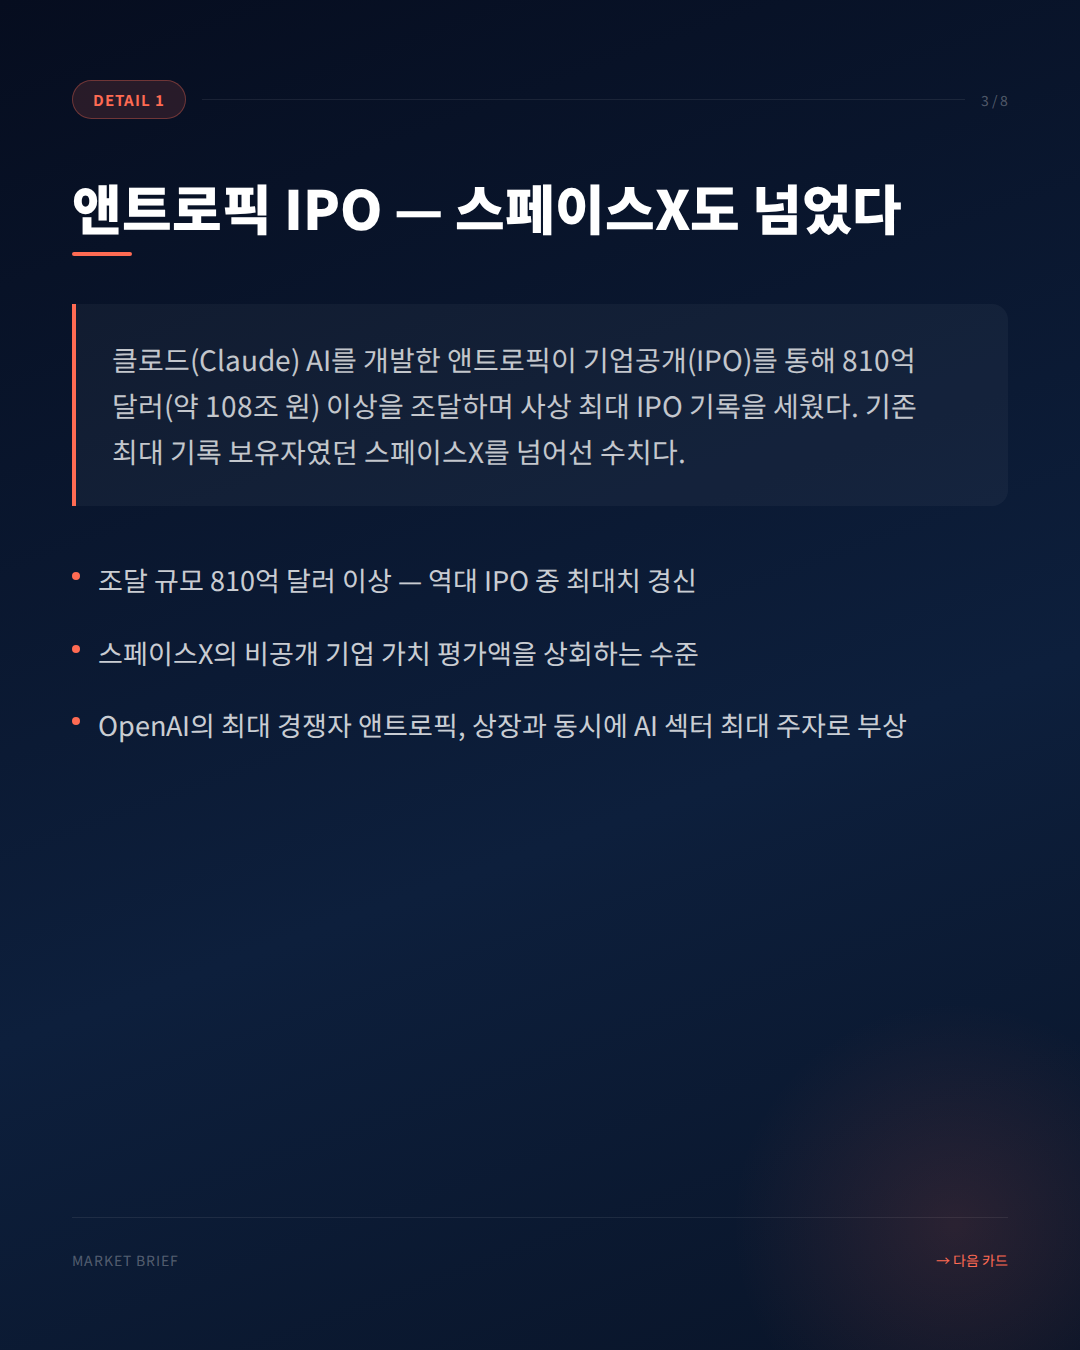 DETAIL 1
3 / 8
앤트로픽 IPO — 스페이스X도 넘었다
클로드(Claude) AI를 개발한 앤트로픽이 기업공개(IPO)를 통해 810억
달러(약 108조 원) 이상을 조달하며 사상 최대 IPO 기록을 세웠다. 기존
최대 기록 보유자였던 스페이스X를 넘어선 수치다.
• 조달 규모 810억 달러 이상 — 역대 IPO 중 최대치 경신
• 스페이스X의 비공개 기업 가치 평가액을 상회하는 수준
• OpenAI의 최대 경쟁자 앤트로픽, 상장과 동시에 AI 섹터 최대 주자로 부상
MARKET BRIEF
→ 다음 카드